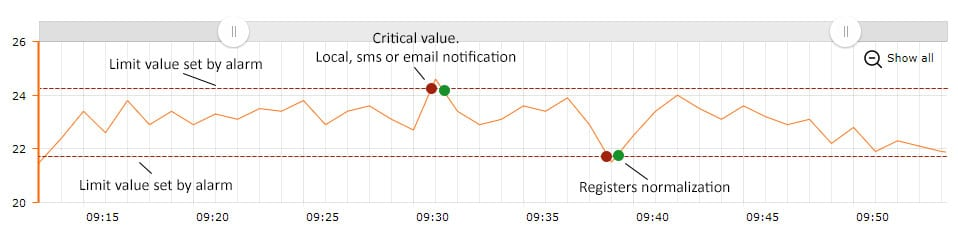 26
Critical value.
Local, sms or email notification
Limit value set by alarm
Show all
24
22
Limit value set by alarm
Registers normalization
20
09:15 09:20 09:25 09:30 09:35 09:40 09:45 09:50